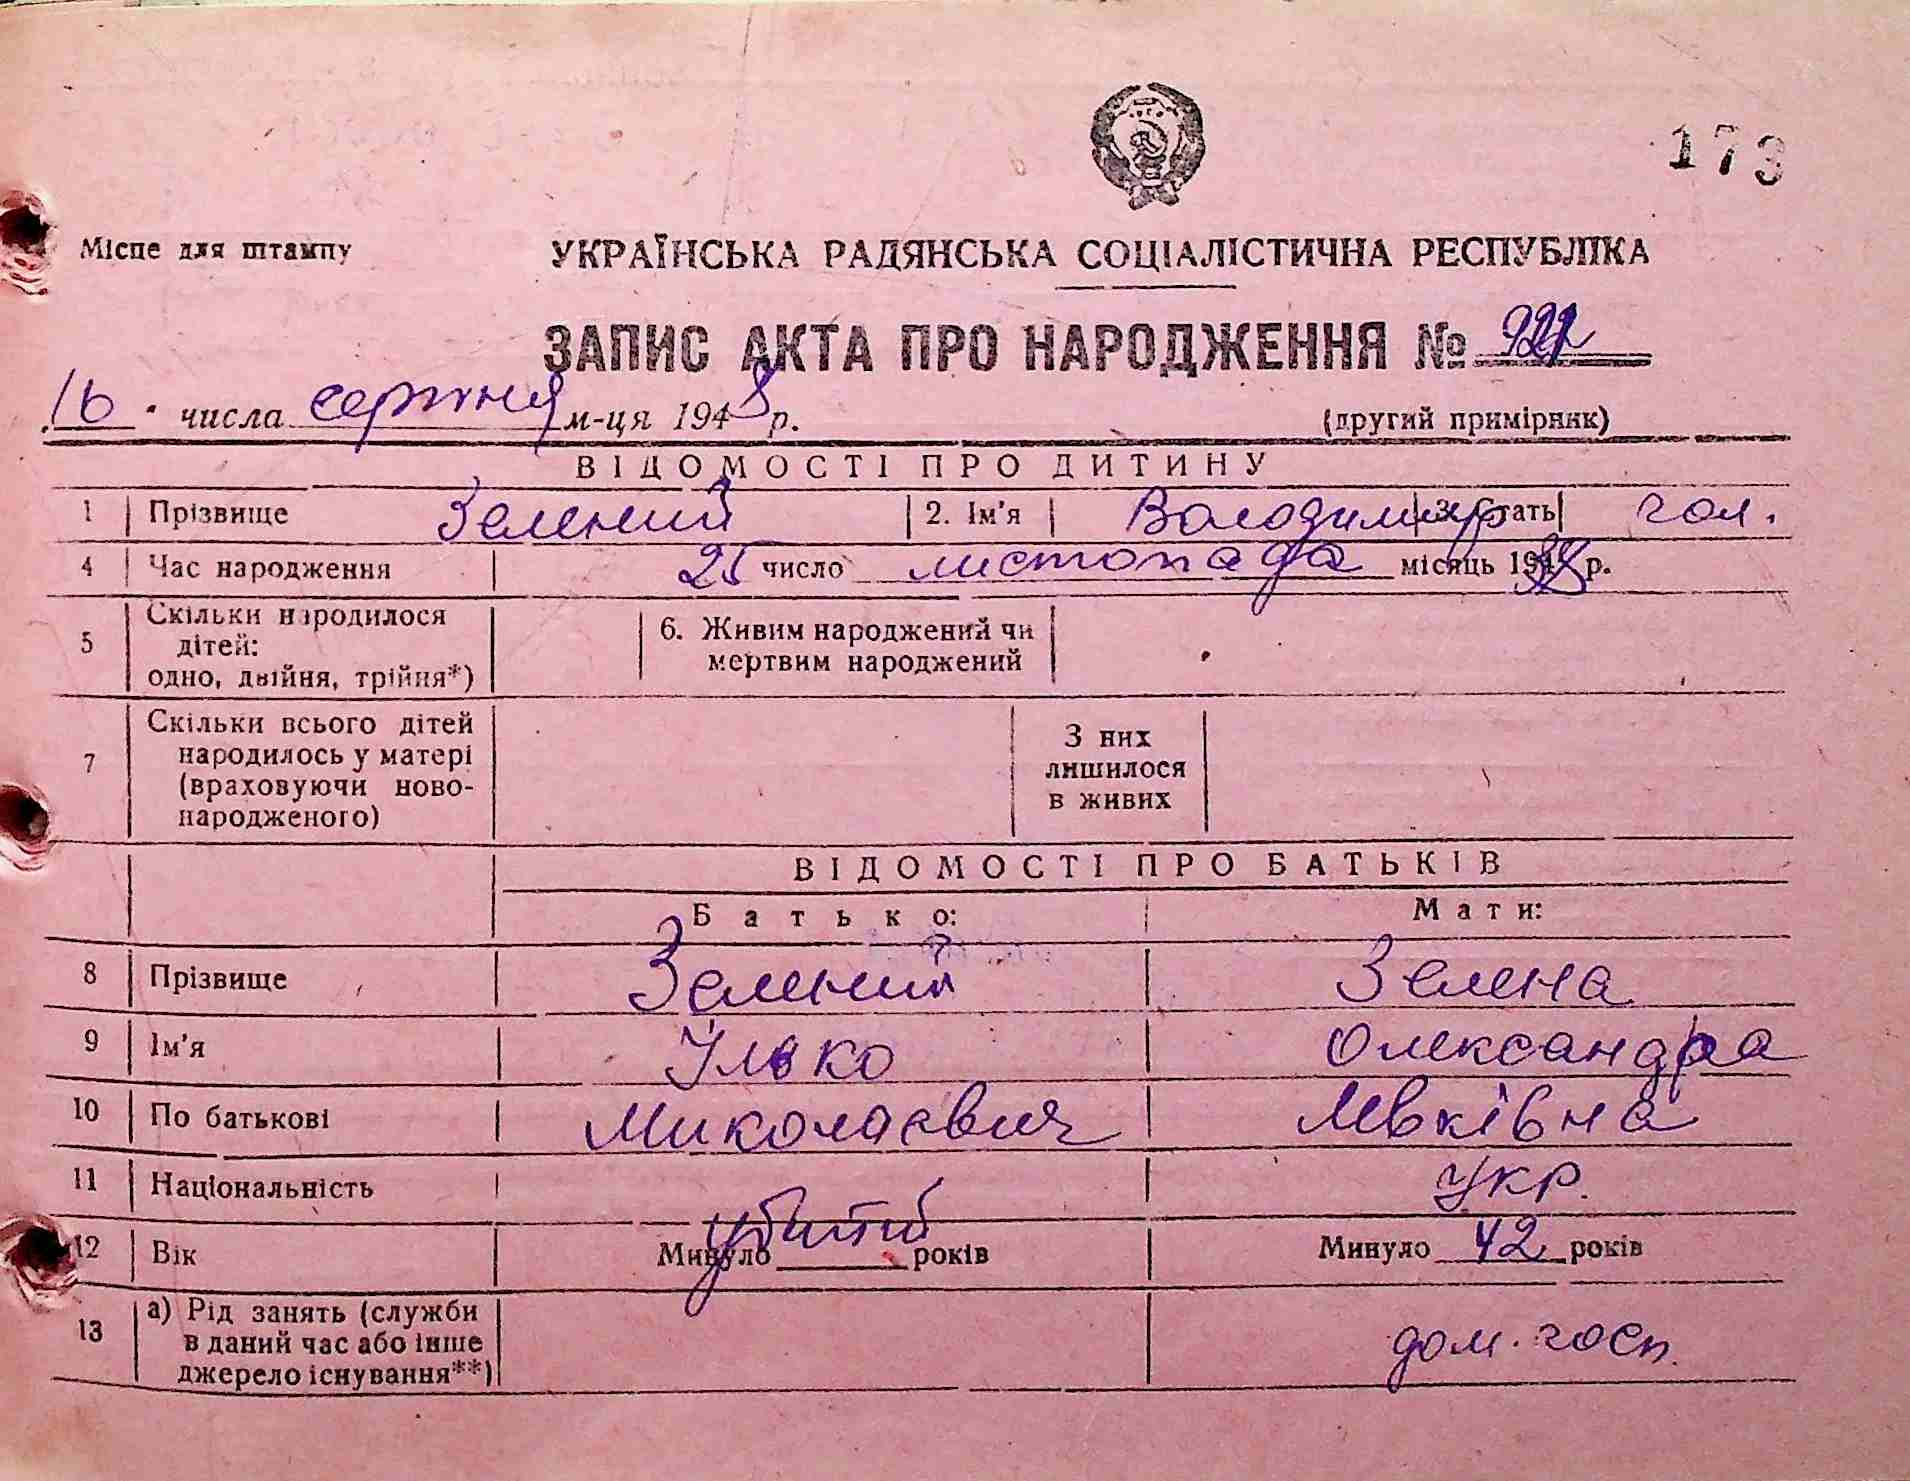 173
Місце для штампу
УКРАЇНСЬКА РАДЯНСЬКА СОЦІАЛІСТИЧНА РЕСПУБЛІКА
ЗАПИС АКТА ПРО НАРОДЖЕННЯ №
16 числа серпня м-ця 1948 р. (другий примірник)
ВІДОМОСТІ ПРО ДИТИНУ
1 Прізвище Зелений 2. Ім'я Володимир 3. Стать чол.
4 Час народження 25 число листопада місяць 1938 р.
5 Скільки народилося дітей: одно, двійня, трійня*) 6. Живим народжений чи мертвим народжений
7 Скільки всього дітей народилось у матері (враховуючи ново-народженого) З них лишилося в живих
ВІДОМОСТІ ПРО БАТЬКІВ
Батько: Мати:
8 Прізвище Зелений Зелена
9 Ім'я Ілько Олександра
10 По батькові Миколаєвич Левківна
11 Національність укр.
12 Вік Минуло убитий років Минуло 42 років
13 а) Рід занять (служби в даний час або інше джерело існування**) дом. госп.